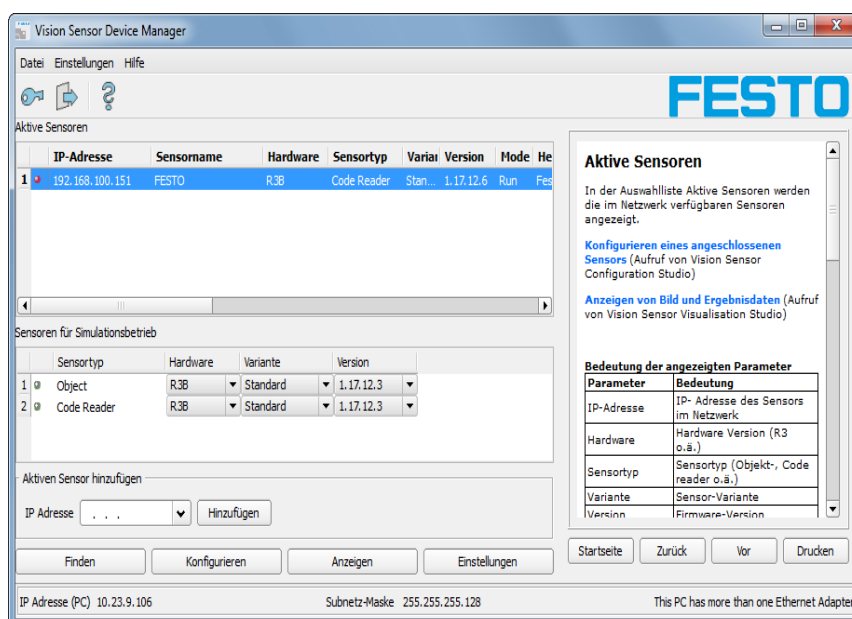 Vision Sensor Device Manager
Datei Einstellungen Hilfe
FESTO
Aktive Sensoren
IP-Adresse Sensorname Hardware Sensortyp Variai Version Mode He
1 192.168.100.151 FESTO R3B Code Reader Stan... 1.17.12.6 Run Fes
Sensoren für Simulationsbetrieb
Sensortyp Hardware Variante Version
1 Object R3B Standard 1.17.12.3
2 Code Reader R3B Standard 1.17.12.3
Aktiven Sensor hinzufügen
IP Adresse . . . Hinzufügen
Finden Konfigurieren Anzeigen Einstellungen
Aktive Sensoren
In der Auswahlliste Aktive Sensoren werden
die im Netzwerk verfügbaren Sensoren
angezeigt.
Konfigurieren eines angeschlossenen
Sensors (Aufruf von Vision Sensor
Configuration Studio)
Anzeigen von Bild und Ergebnisdaten (Aufruf
von Vision Sensor Visualisation Studio)
Bedeutung der angezeigten Parameter
Parameter Bedeutung
IP-Adresse IP- Adresse des Sensors
im Netzwerk
Hardware Hardware Version (R3
o.ä.)
Sensortyp Sensortyp (Objekt-, Code
reader o.ä.)
Variante Sensor-Variante
Version Firmware-Version
Startseite Zurück Vor Drucken
IP Adresse (PC) 10.23.9.106 Subnetz-Maske 255.255.255.128 This PC has more than one Ethernet Adapter